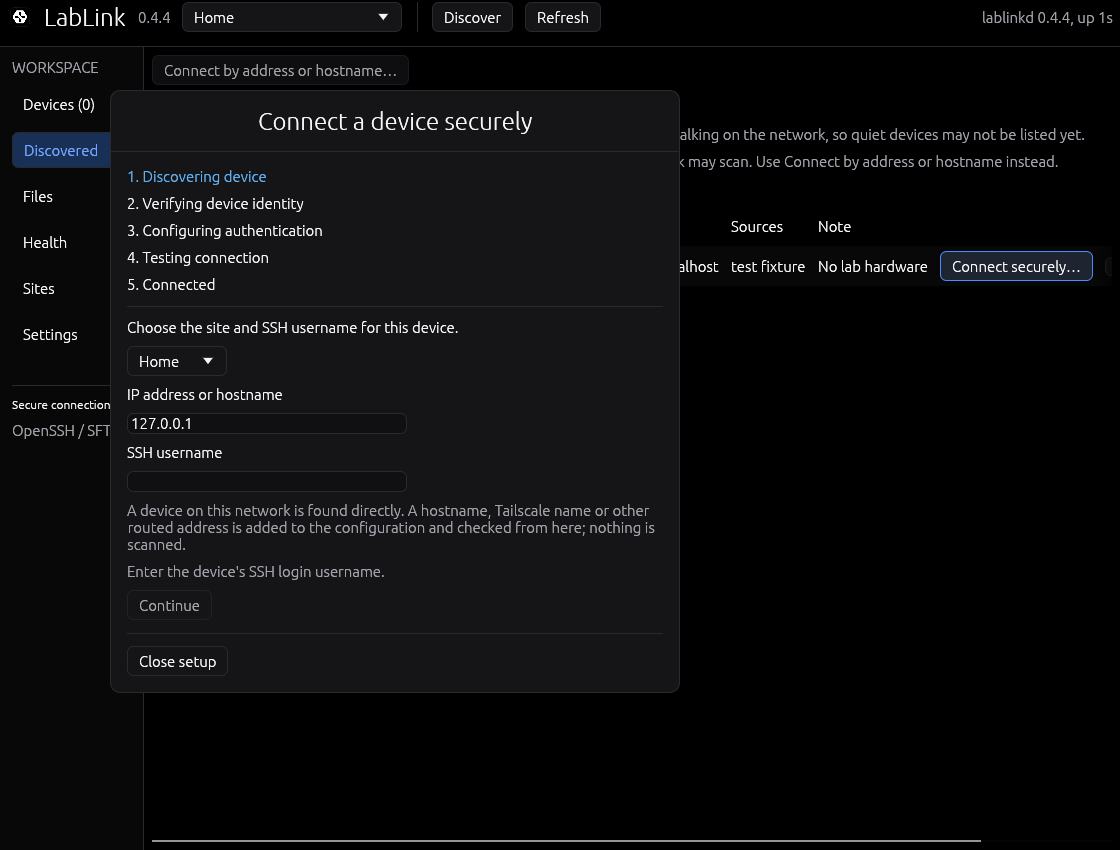 LabLink 0.4.4 Home Discover Refresh lablinkd 0.4.4, up 1s
WORKSPACE
Devices (0)
Discovered
Files
Health
Sites
Settings
Secure connection
OpenSSH / SFT
Connect by address or hostname…
alking on the network, so quiet devices may not be listed yet.
k may scan. Use Connect by address or hostname instead.
Sources Note
alhost test fixture No lab hardware Connect securely…
Connect a device securely
1. Discovering device
2. Verifying device identity
3. Configuring authentication
4. Testing connection
5. Connected
Choose the site and SSH username for this device.
Home
IP address or hostname
127.0.0.1
SSH username
A device on this network is found directly. A hostname, Tailscale name or other
routed address is added to the configuration and checked from here; nothing is
scanned.
Enter the device's SSH login username.
Continue
Close setup